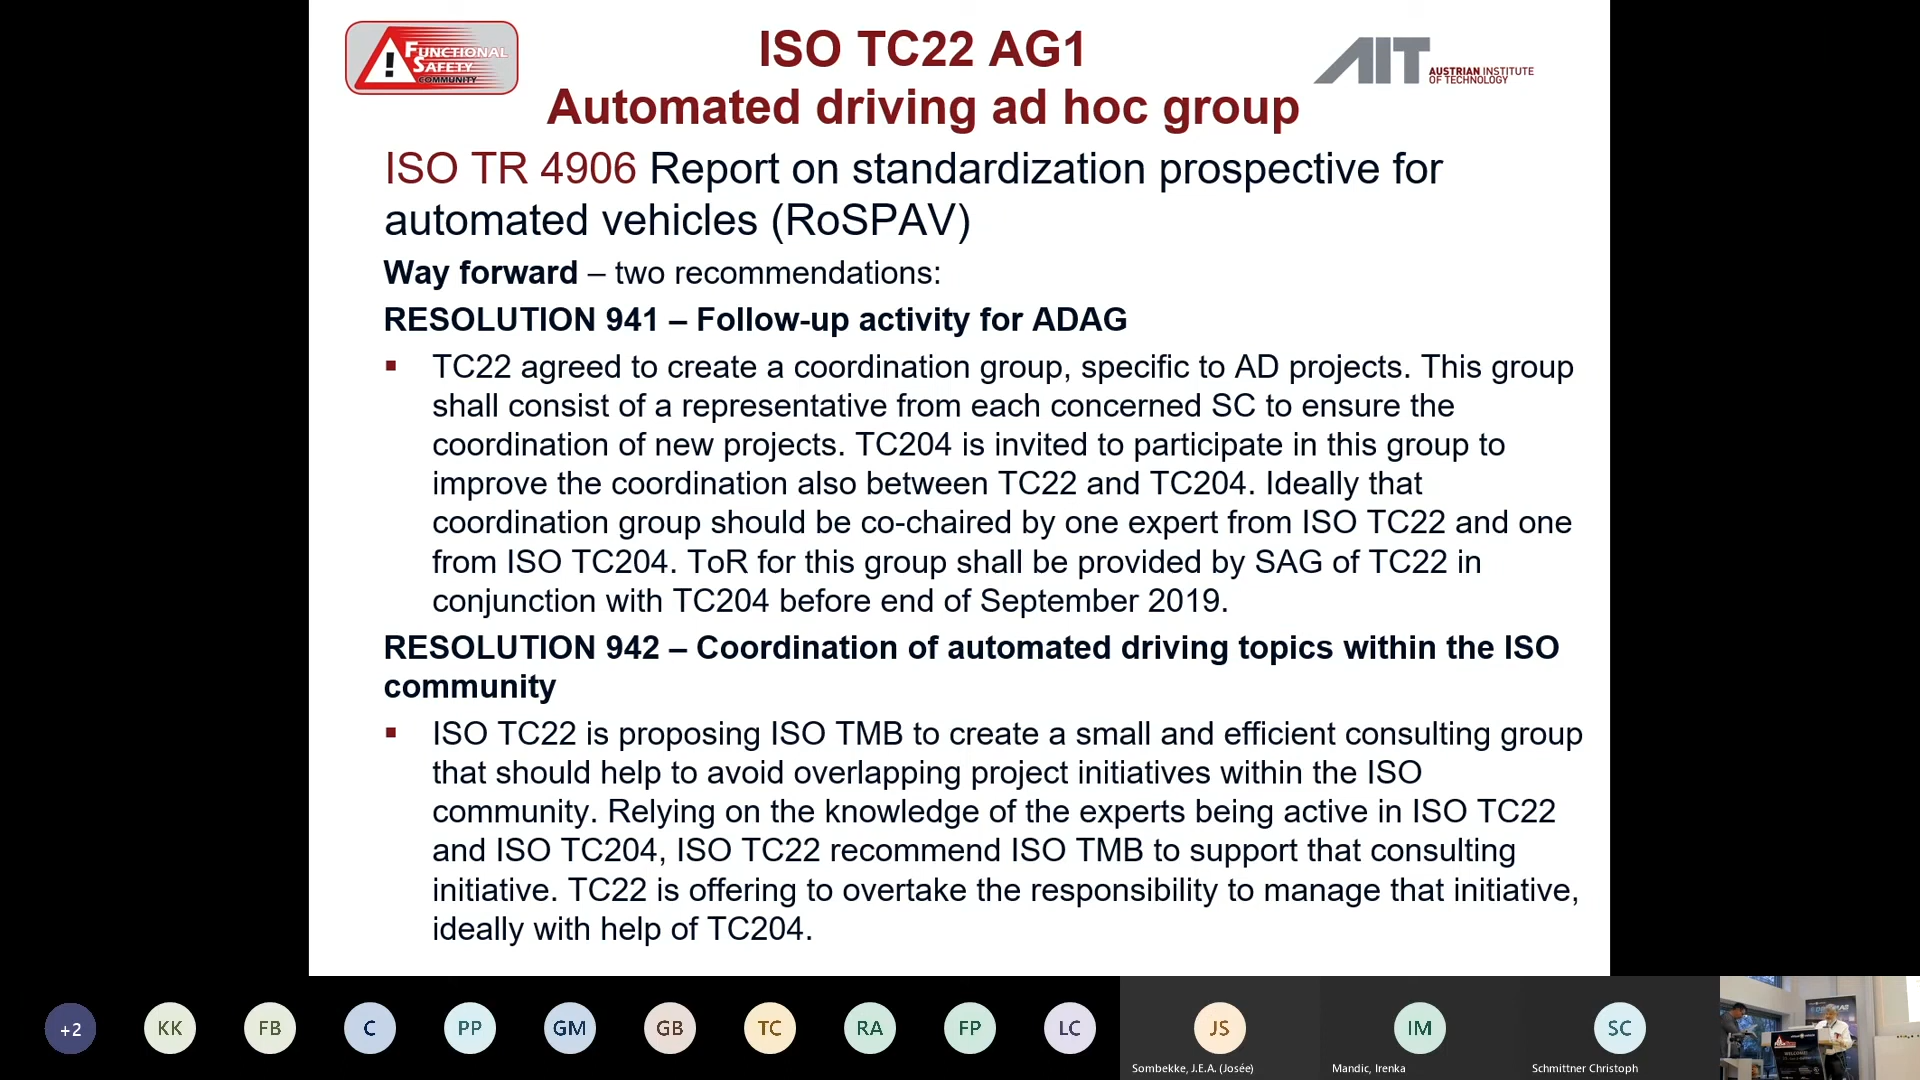 FUNCTIONAL
SAFETY
COMMUNITY
ISO TC22 AG1
Automated driving ad hoc group
AIT AUSTRIAN INSTITUTE
OF TECHNOLOGY
ISO TR 4906 Report on standardization prospective for
automated vehicles (RoSPAV)
Way forward – two recommendations:
RESOLUTION 941 – Follow-up activity for ADAG
▪ TC22 agreed to create a coordination group, specific to AD projects. This group
shall consist of a representative from each concerned SC to ensure the
coordination of new projects. TC204 is invited to participate in this group to
improve the coordination also between TC22 and TC204. Ideally that
coordination group should be co-chaired by one expert from ISO TC22 and one
from ISO TC204. ToR for this group shall be provided by SAG of TC22 in
conjunction with TC204 before end of September 2019.
RESOLUTION 942 – Coordination of automated driving topics within the ISO
community
▪ ISO TC22 is proposing ISO TMB to create a small and efficient consulting group
that should help to avoid overlapping project initiatives within the ISO
community. Relying on the knowledge of the experts being active in ISO TC22
and ISO TC204, ISO TC22 recommend ISO TMB to support that consulting
initiative. TC22 is offering to overtake the responsibility to manage that initiative,
ideally with help of TC204.
+2 KK FB C PP GM GB TC RA FP LC JS IM SC
Sombekke, J.E.A. (Josée) Mandic, Irenka Schmittner Christoph